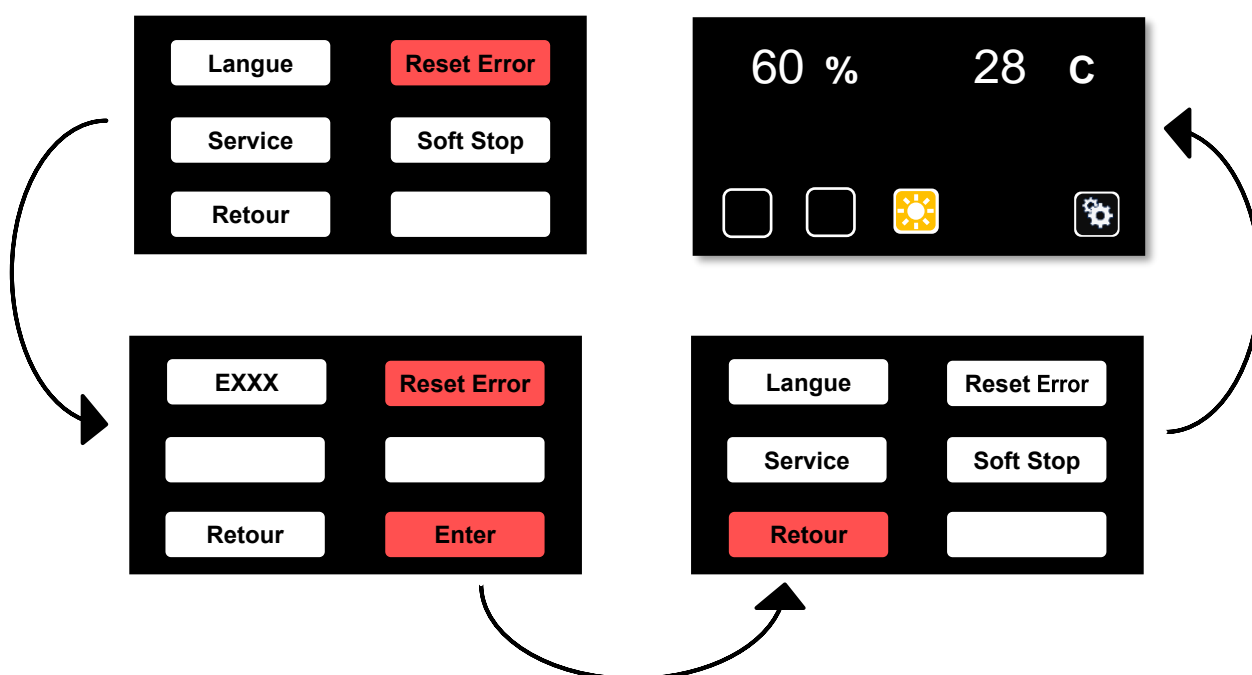 Langue
Reset Error
Service
Soft Stop
Retour
60 %
28 C
EXXX
Reset Error
Retour
Enter
Langue
Reset Error
Service
Soft Stop
Retour